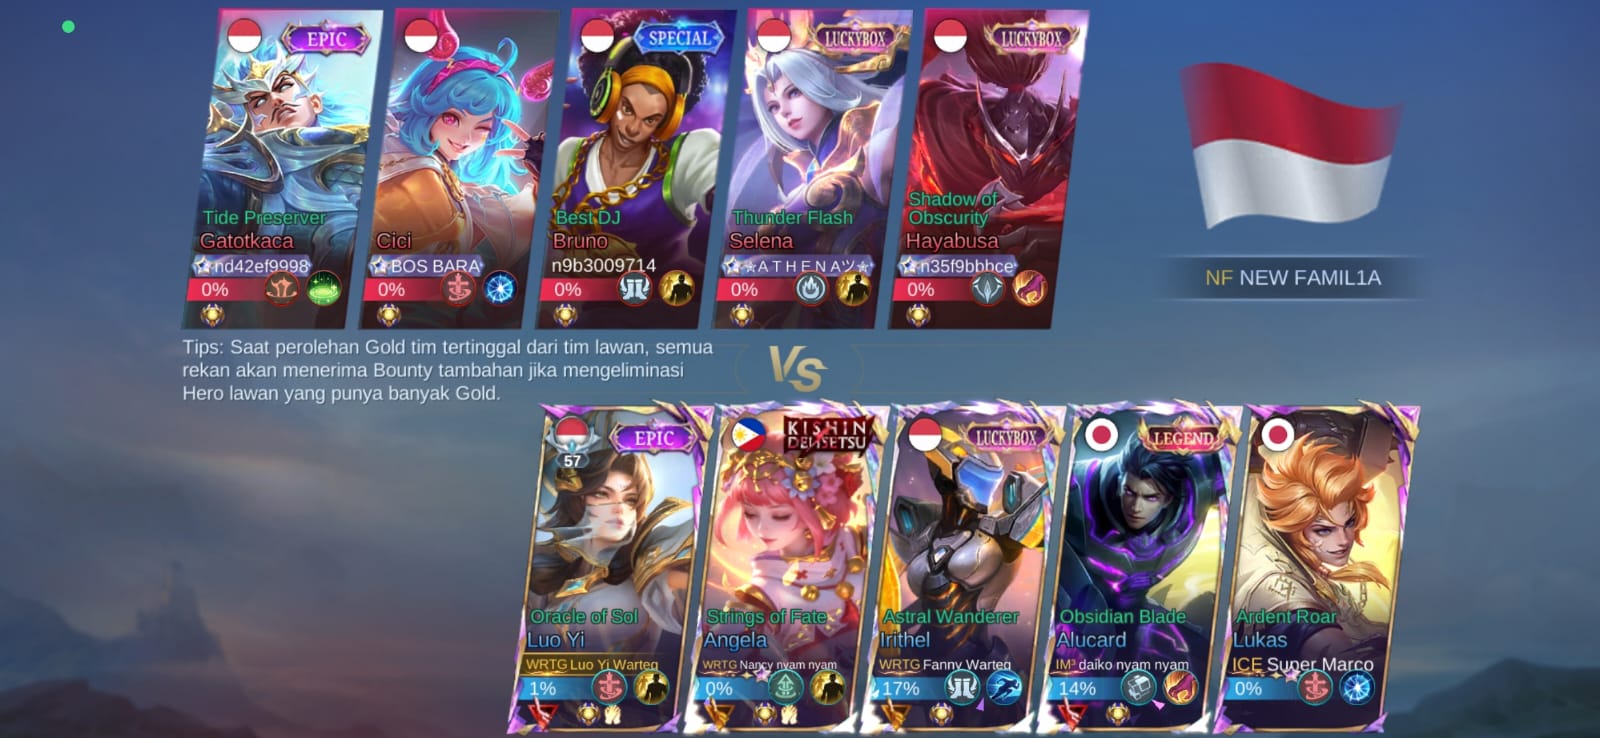 EPIC
SPECIAL
LUCKYBOX
LUCKYBOX
Tide Preserver
Gatotkaca
nd42ef9998
0%
Cici
BOS BARA
0%
Best DJ
Bruno
n9b3009714
0%
Thunder Flash
Selena
☆A T H E N Aツ☆
0%
Shadow of
Obscurity
Hayabusa
n35f9bbbce
0%
NF NEW FAMIL1A
Tips: Saat perolehan Gold tim tertinggal dari tim lawan, semua
rekan akan menerima Bounty tambahan jika mengeliminasi
Hero lawan yang punya banyak Gold.
Vs
57
EPIC
KISHIN
DENSETSU
LUCKYBOX
LEGEND
Oracle of Sol
Luo Yi
WRTG Luo Yi Warteg
1%
Strings of Fate
Angela
WRTG Nancy nyam nyam
0%
Astral Wanderer
Irithel
WRTG Fanny Warteg
17%
Obsidian Blade
Alucard
IM³ daiko nyam nyam
14%
Ardent Roar
Lukas
ICE Super Marco
0%